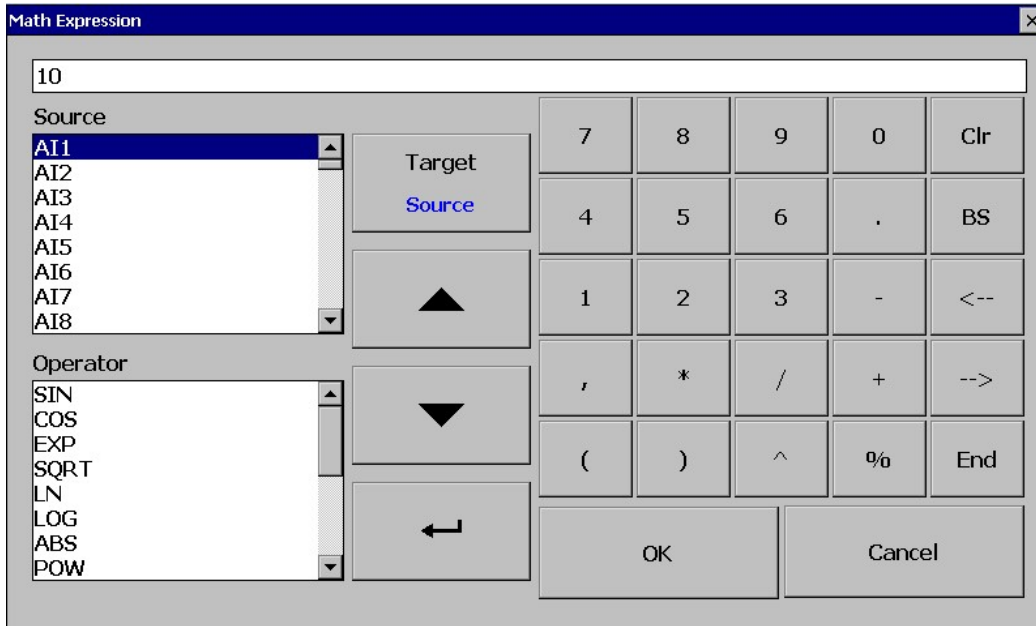 Math Expression
10
Source
AI1
AI2
AI3
AI4
AI5
AI6
AI7
AI8
Operator
SIN
COS
EXP
SQRT
LN
LOG
ABS
POW
Target
Source
7 8 9 0 Clr
4 5 6 . BS
1 2 3 - <--
, * / + -->
( ) ^ % End
OK Cancel